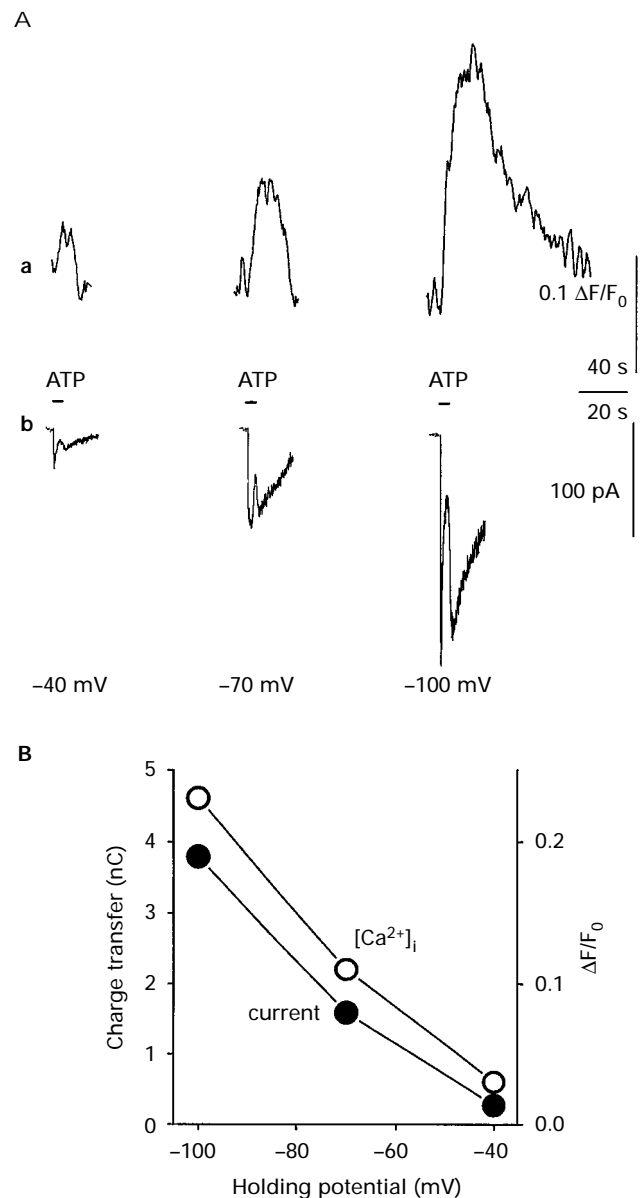 A
a
0.1 ΔF/F₀
40 s
ATP ATP ATP
20 s
b
100 pA
–40 mV –70 mV –100 mV
B
5
4
3
2
1
0
Charge transfer (nC)
[Ca²⁺]ᵢ
current
0.2
0.1
0.0
ΔF/F₀
–100 –80 –60 –40
Holding potential (mV)